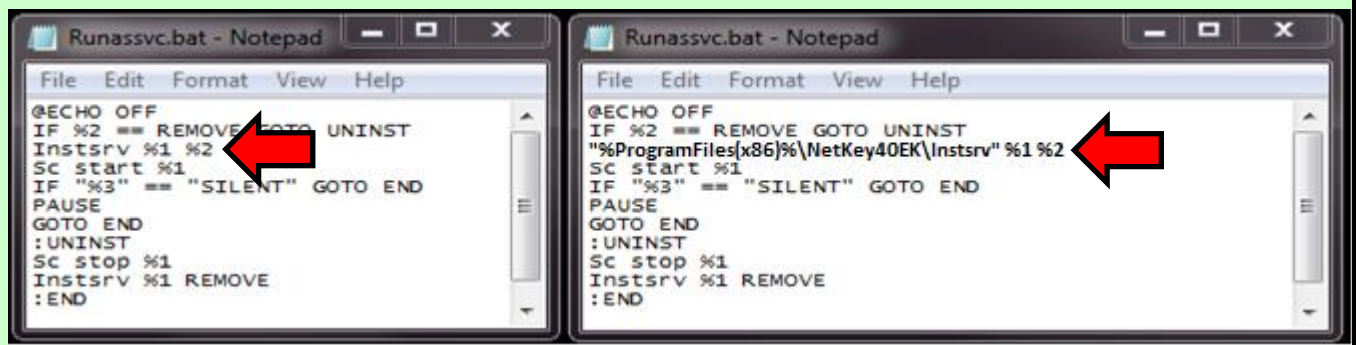 Runassvc.bat - Notepad
File Edit Format View Help
@ECHO OFF
IF %2 == REMOVE GOTO UNINST
Instsrv %1 %2
Sc start %1
IF "%3" == "SILENT" GOTO END
PAUSE
GOTO END
:UNINST
Sc stop %1
Instsrv %1 REMOVE
:END
Runassvc.bat - Notepad
File Edit Format View Help
@ECHO OFF
IF %2 == REMOVE GOTO UNINST
"%ProgramFiles(x86)%\NetKey40EK\Instsrv" %1 %2
Sc start %1
IF "%3" == "SILENT" GOTO END
PAUSE
GOTO END
:UNINST
Sc stop %1
Instsrv %1 REMOVE
:END